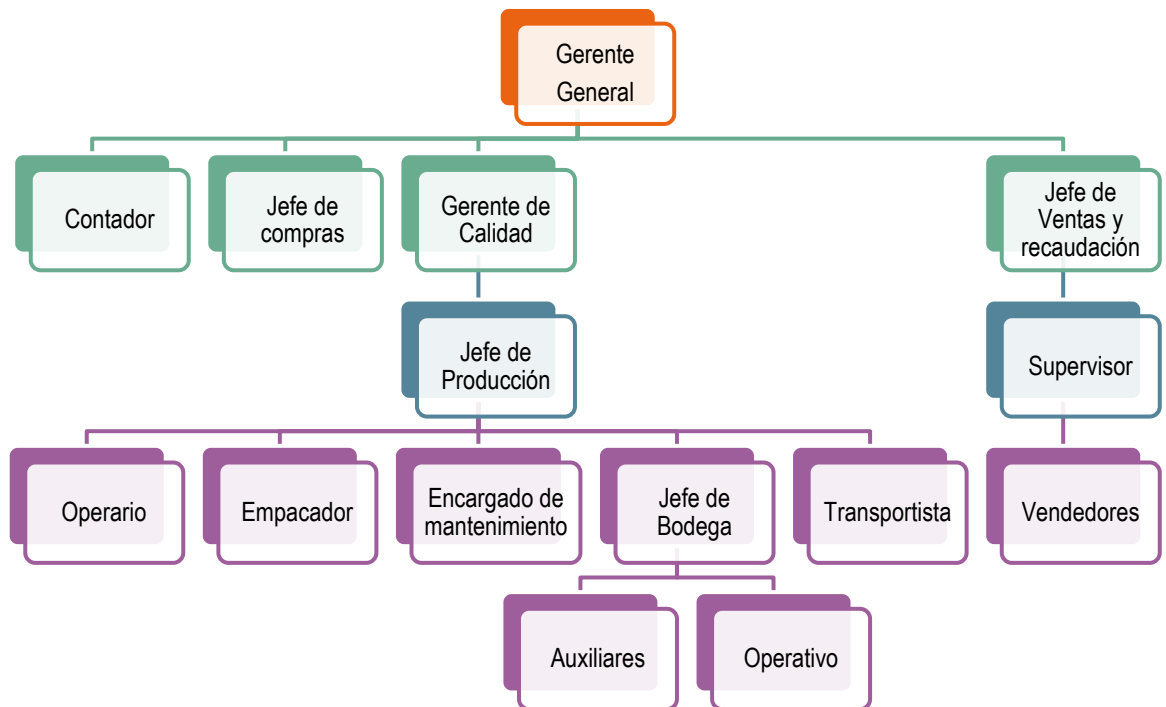 Gerente
General
Contador
Jefe de
compras
Gerente de
Calidad
Jefe de
Ventas y
recaudación
Jefe de
Producción
Supervisor
Operario
Empacador
Encargado de
mantenimiento
Jefe de
Bodega
Transportista
Vendedores
Auxiliares
Operativo